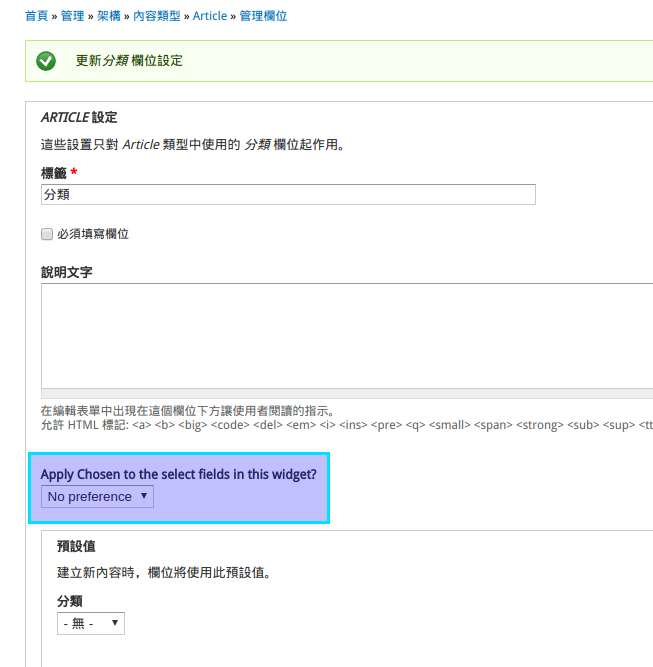 首頁 » 管理 » 架構 » 內容類型 » Article » 管理欄位
更新分類 欄位設定
ARTICLE 設定
這些設置只對 Article 類型中使用的 分類 欄位起作用。
標籤 *
分類
必須填寫欄位
說明文字
在編輯表單中出現在這個欄位下方讓使用者閱讀的指示。
允許 HTML 標記: <a> <b> <big> <code> <del> <em> <i> <ins> <pre> <q> <small> <span> <strong> <sub> <sup> <tt
Apply Chosen to the select fields in this widget?
No preference
預設值
建立新內容時，欄位將使用此預設值。
分類
- 無 -